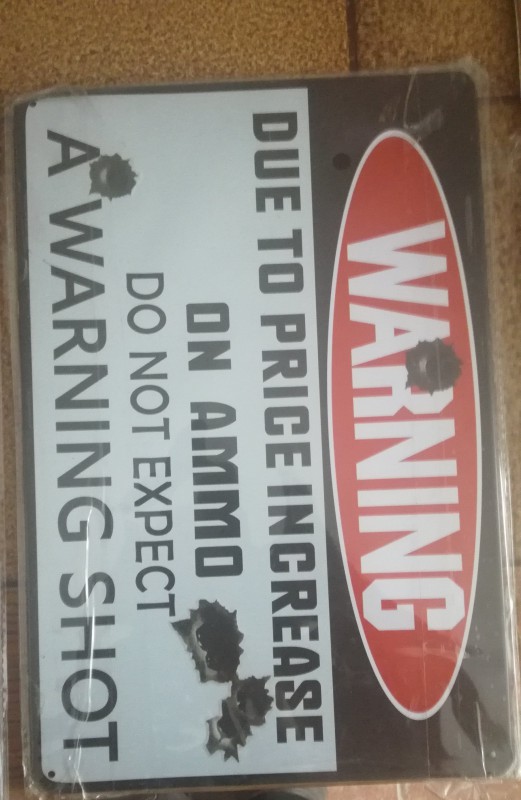 WARNING
DUE TO PRICE INCREASE
ON AMMO
DO NOT EXPECT
A WARNING SHOT